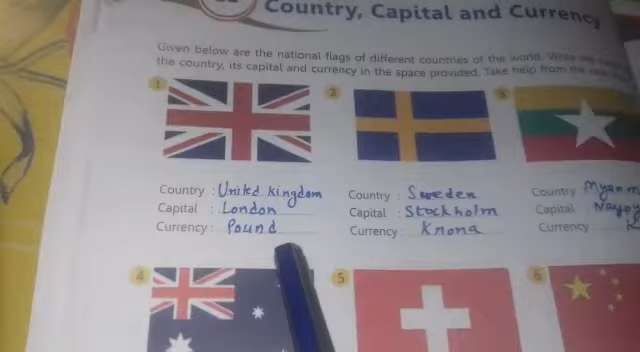 Country, Capital and Currency
Given below are the national flags of different countries of the world. Write the
the country, its capital and currency in the space provided. Take help from the
1
2
3
Country : United Kingdom
Capital : London
Currency : Pound
Country : Sweden
Capital : Stockholm
Currency : Knona
Country
Capital
Currency
4
5
6